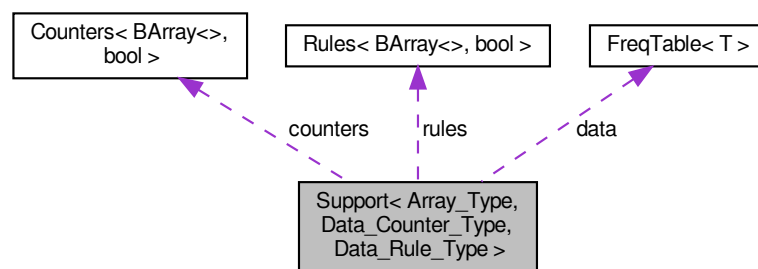 Counters< BArray<>,
bool >
Rules< BArray<>, bool >
FreqTable< T >
counters
rules
data
Support< Array_Type,
Data_Counter_Type,
Data_Rule_Type >